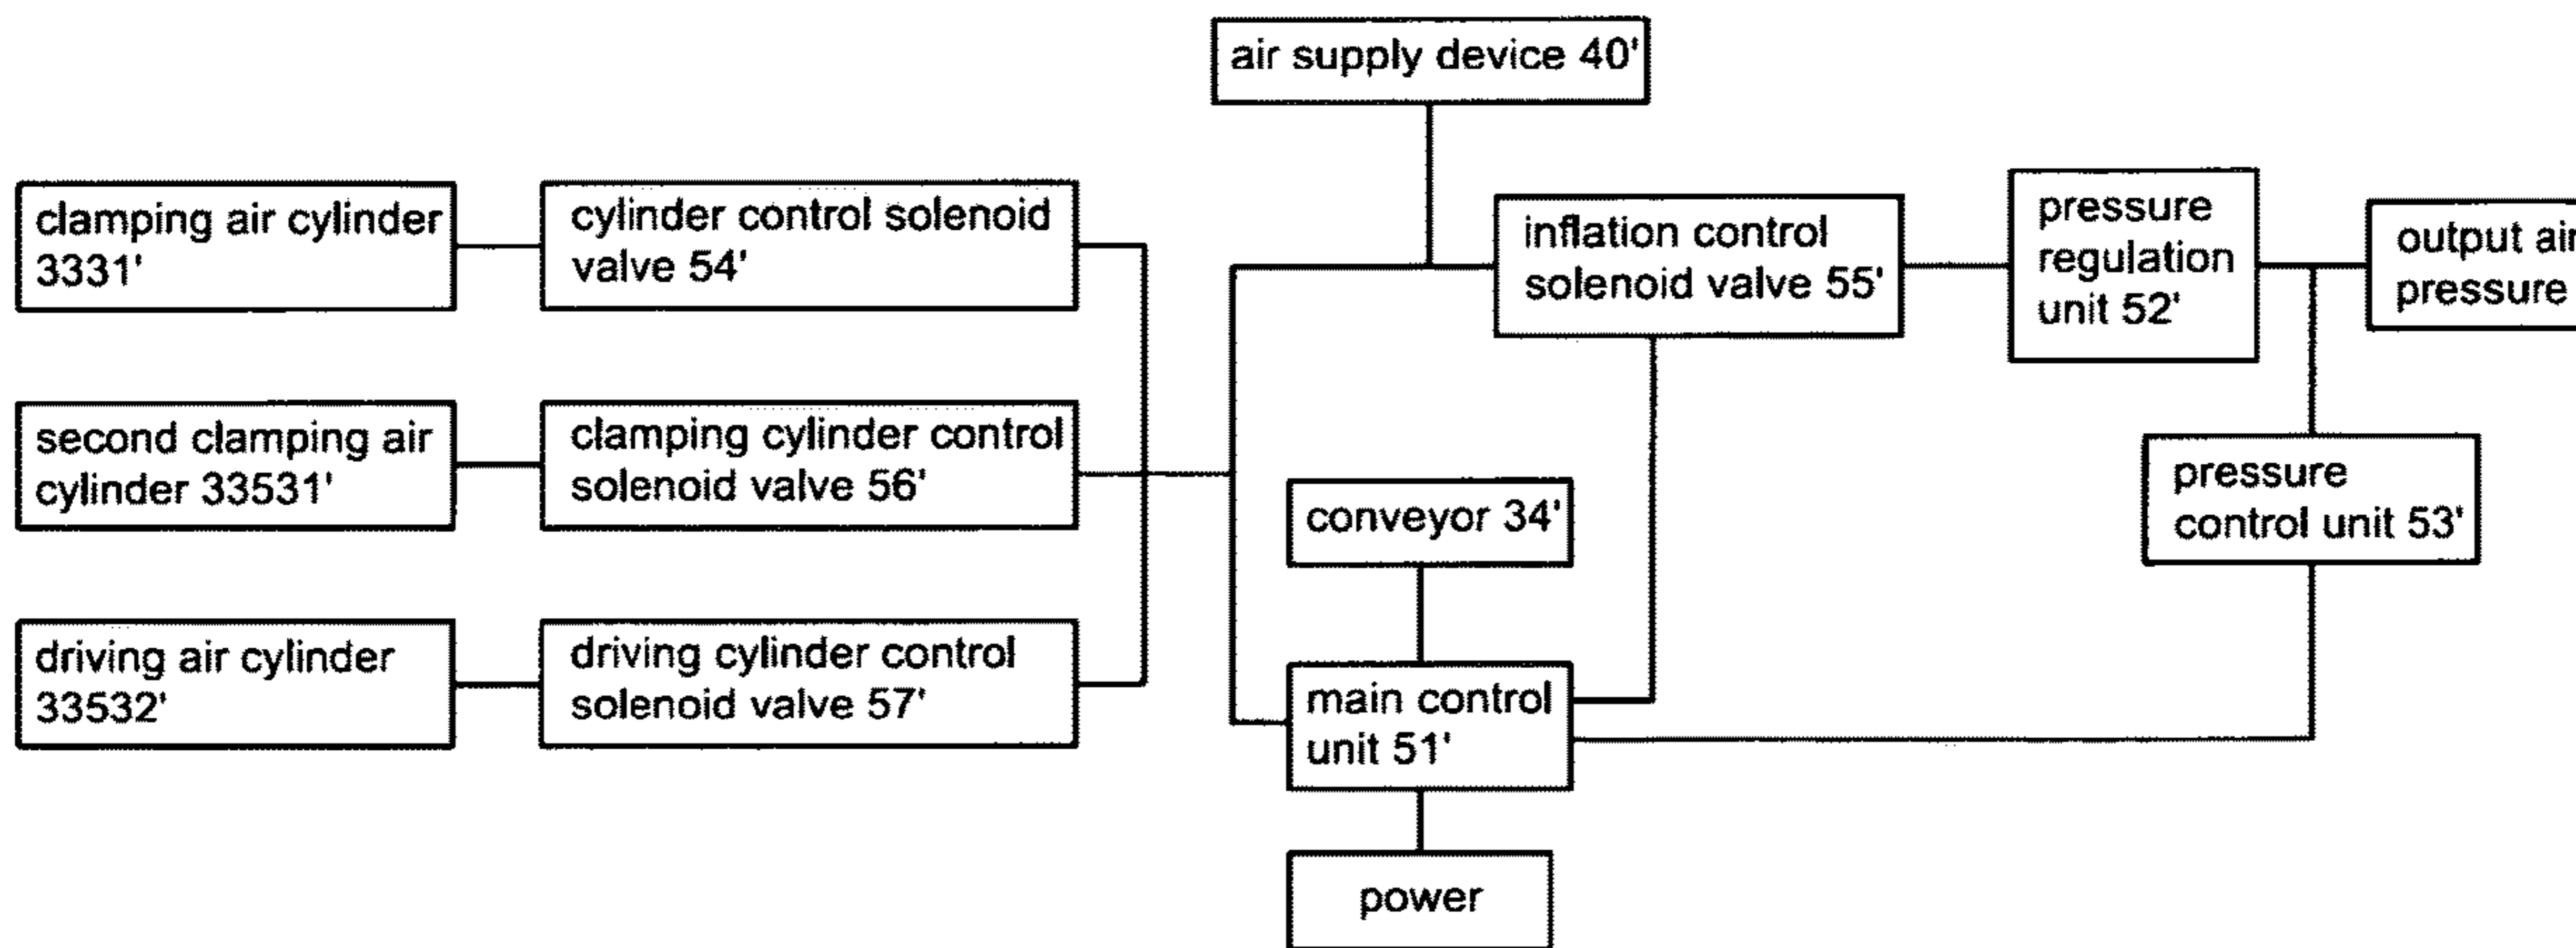 air supply device 40'
clamping air cylinder
3331'
cylinder control solenoid
valve 54'
inflation control
solenoid valve 55'
pressure
regulation
unit 52'
output air
pressure
second clamping air
cylinder 33531'
clamping cylinder control
solenoid valve 56'
conveyor 34'
pressure
control unit 53'
driving air cylinder
33532'
driving cylinder control
solenoid valve 57'
main control
unit 51'
power